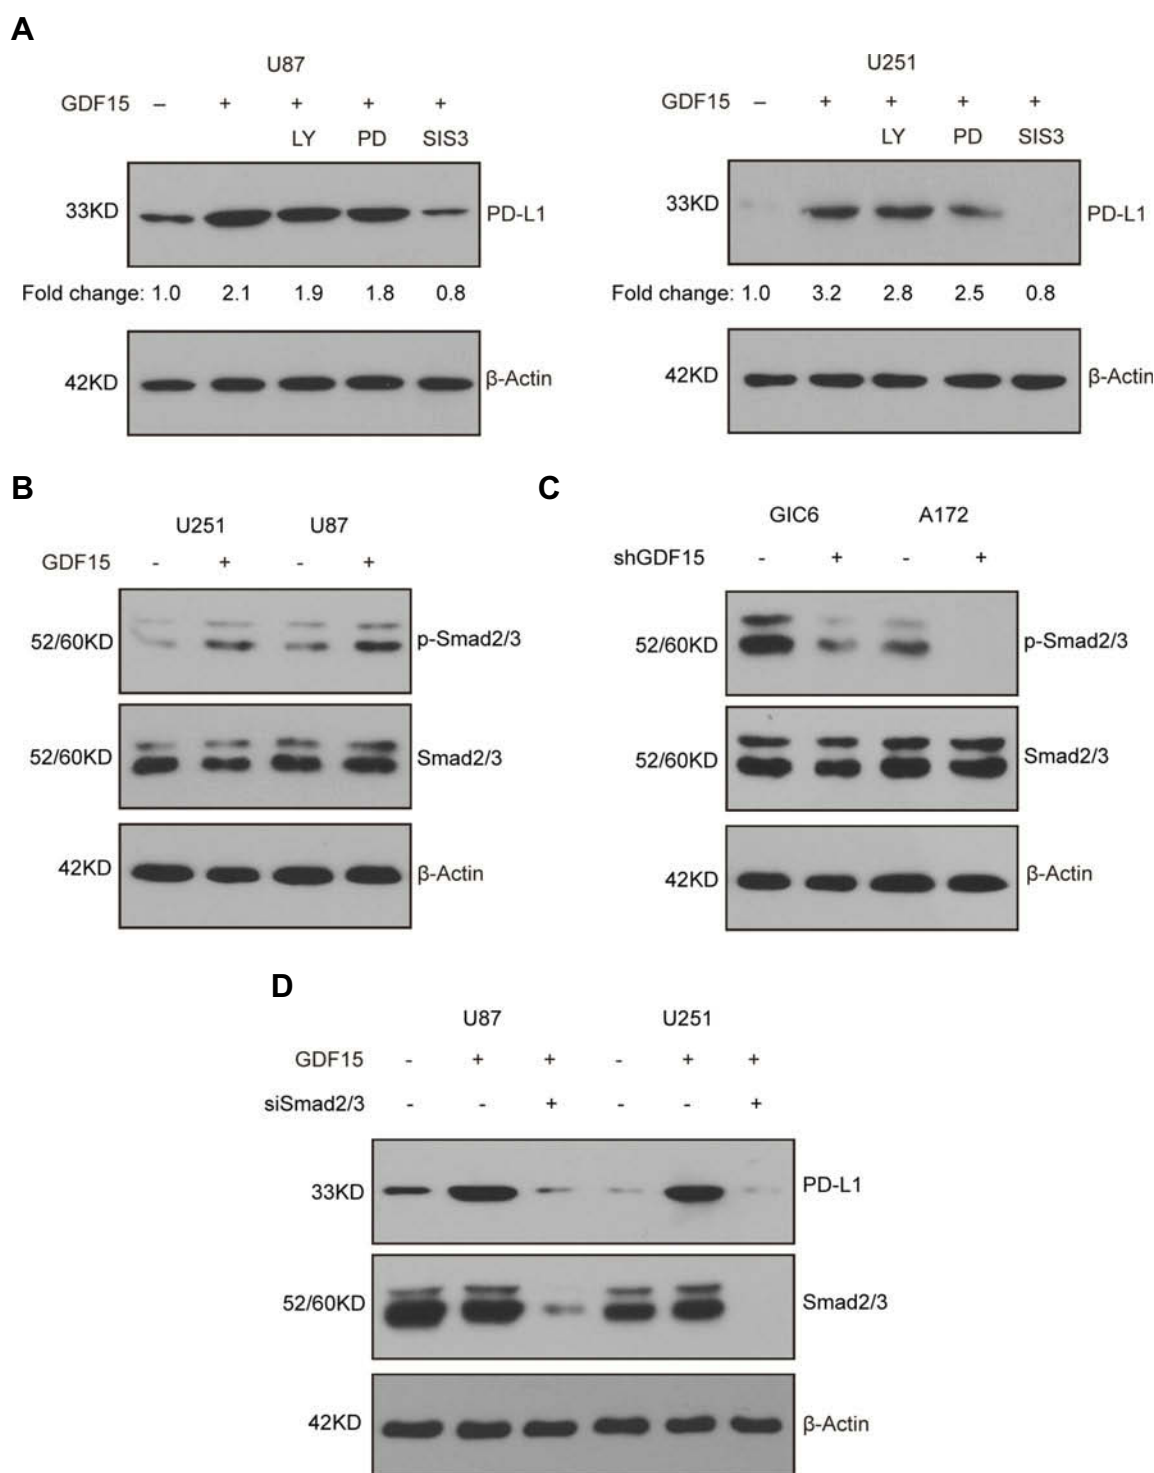 A
U87
GDF15 – + + + +
LY PD SIS3
33KD PD-L1
Fold change: 1.0 2.1 1.9 1.8 0.8
42KD β-Actin
U251
GDF15 – + + + +
LY PD SIS3
33KD PD-L1
Fold change: 1.0 3.2 2.8 2.5 0.8
42KD β-Actin
B
U251 U87
GDF15 - + - +
52/60KD p-Smad2/3
52/60KD Smad2/3
42KD β-Actin
C
GIC6 A172
shGDF15 - + - +
52/60KD p-Smad2/3
52/60KD Smad2/3
42KD β-Actin
D
U87 U251
GDF15 - + + - + +
siSmad2/3 - - + - - +
33KD PD-L1
52/60KD Smad2/3
42KD β-Actin